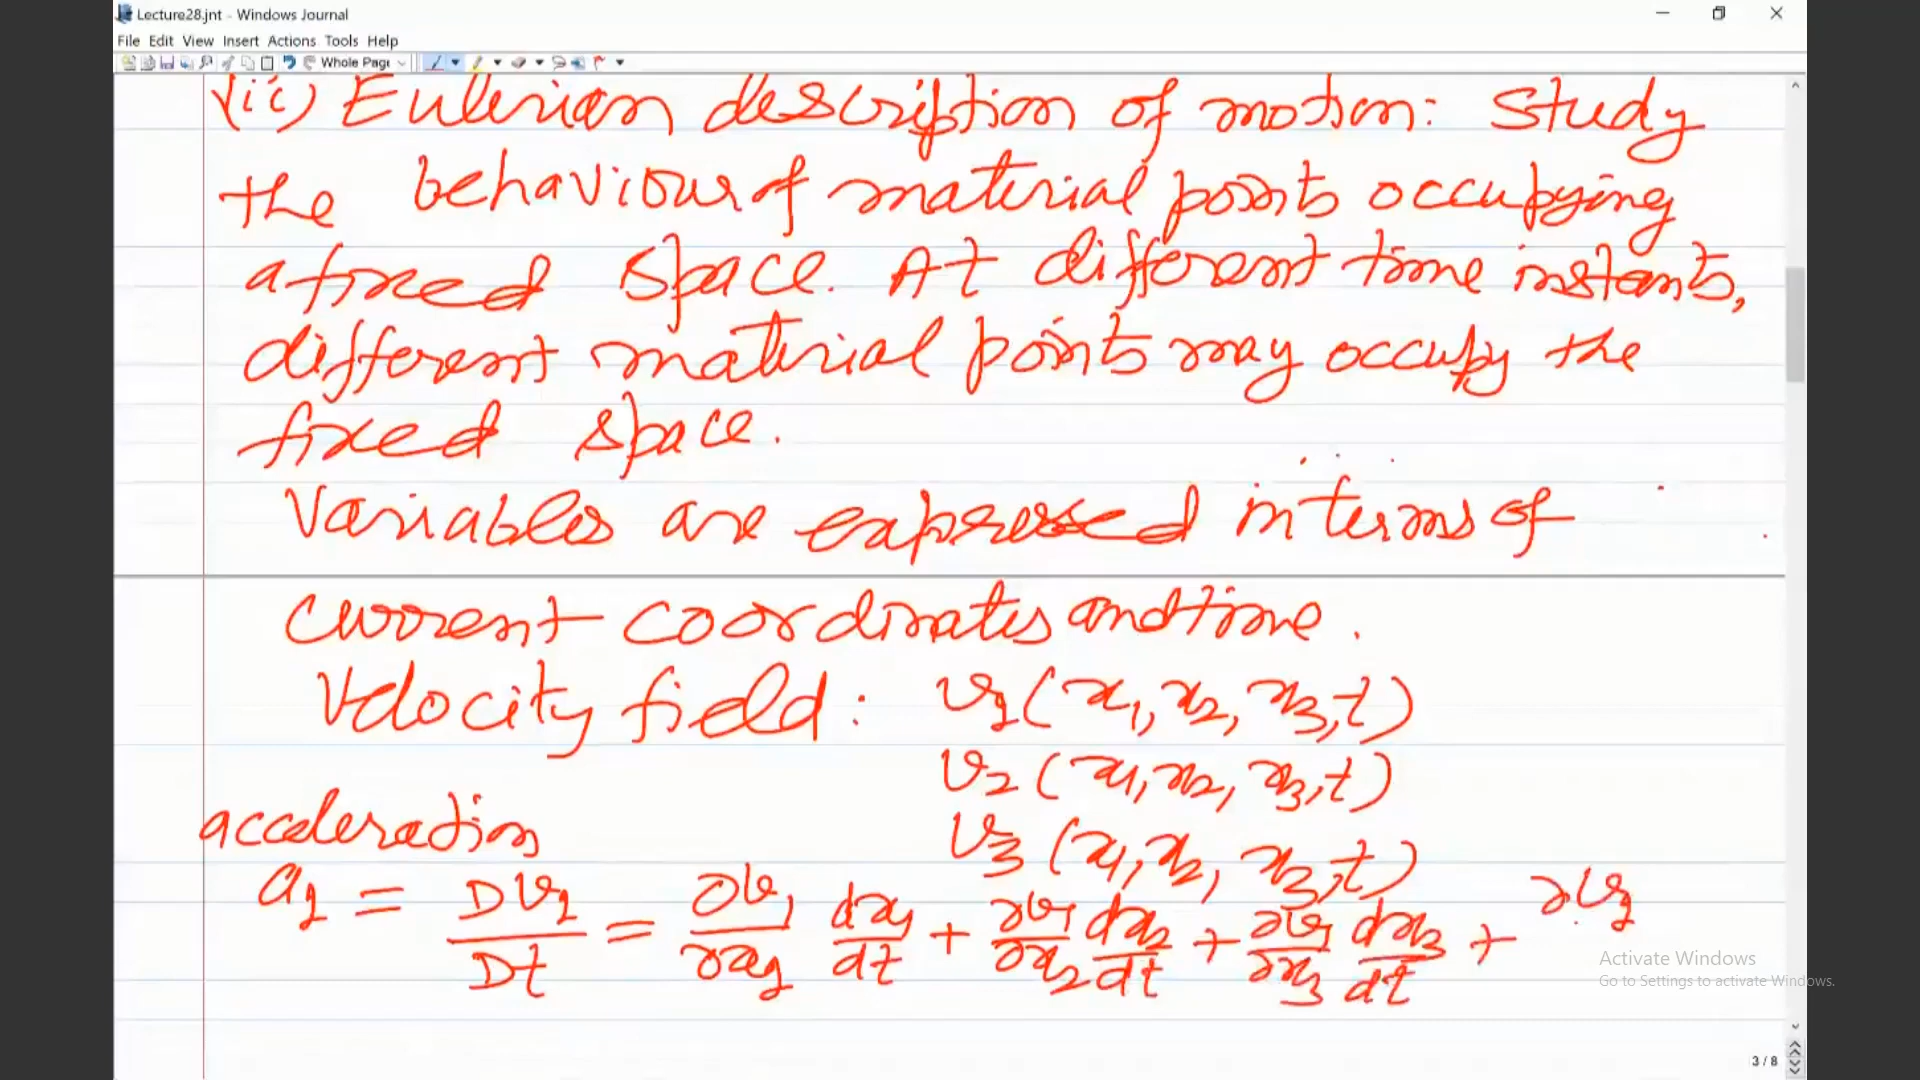 Lecture28.jnt - Windows Journal
File Edit View Insert Actions Tools Help
Whole Page
(ii) Eulerian description of motion: Study
the behaviour of material points occupying
a fixed space. At different time instants,
different material points may occupy the
fixed space.
Variables are expressed in terms of
current coordinates and time.
Velocity field: v₁(x₁, x₂, x₃, t)
v₂(x₁, x₂, x₃, t)
acceleration
v₃(x₁, x₂, x₃, t)
a₁ = Dv₁/Dt = ∂v₁/∂x₁ dx₁/dt + ∂v₁/∂x₂ dx₂/dt + ∂v₁/∂x₃ dx₃/dt + ∂v₁
Activate Windows
Go to Settings to activate Windows.
3 / 8